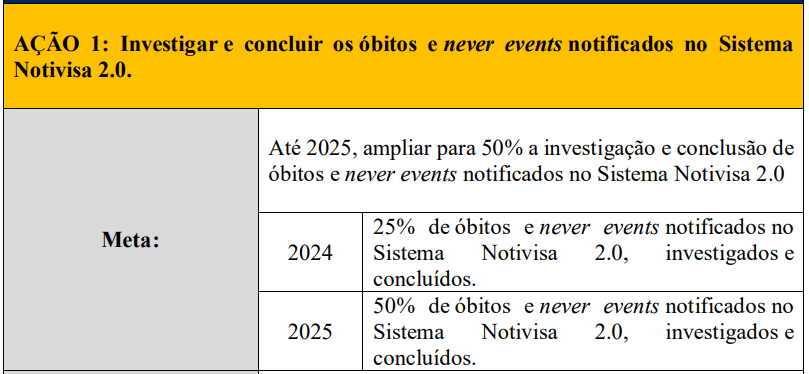 AÇÃO 1: Investigar e concluir os óbitos e never events notificados no Sistema
Notivisa 2.0.
Meta:
Até 2025, ampliar para 50% a investigação e conclusão de
óbitos e never events notificados no Sistema Notivisa 2.0
2024
25% de óbitos e never events notificados no
Sistema Notivisa 2.0, investigados e
concluídos.
2025
50% de óbitos e never events notificados no
Sistema Notivisa 2.0, investigados e
concluídos.